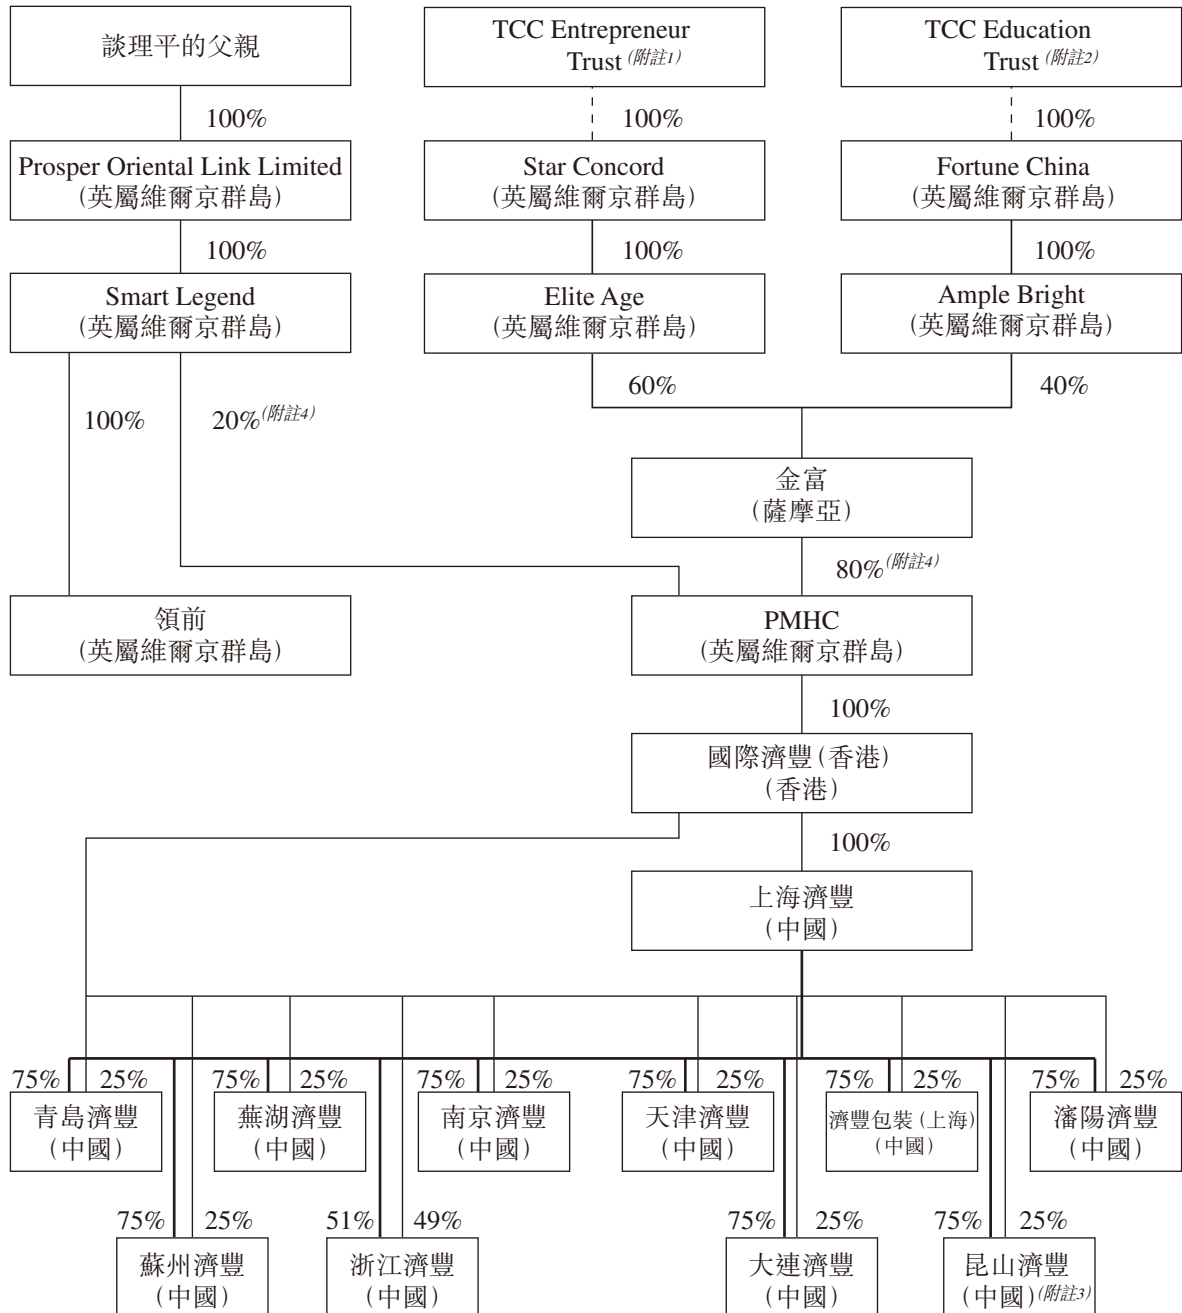 談理平的父親
TCC Entrepreneur
Trust (附註1)
TCC Education
Trust (附註2)
100%
100%
100%
Prosper Oriental Link Limited
(英屬維爾京群島)
Star Concord
(英屬維爾京群島)
Fortune China
(英屬維爾京群島)
100%
100%
100%
Smart Legend
(英屬維爾京群島)
Elite Age
(英屬維爾京群島)
Ample Bright
(英屬維爾京群島)
100%
20%(附註4)
60%
40%
金富
(薩摩亞)
80%(附註4)
領前
(英屬維爾京群島)
PMHC
(英屬維爾京群島)
100%
國際濟豐(香港)
(香港)
100%
上海濟豐
(中國)
75%
25%
75%
25%
75%
25%
75%
25%
75%
25%
75%
25%
青島濟豐
(中國)
蕪湖濟豐
(中國)
南京濟豐
(中國)
天津濟豐
(中國)
濟豐包裝(上海)
(中國)
瀋陽濟豐
(中國)
75%
25%
51%
49%
75%
25%
75%
25%
蘇州濟豐
(中國)
浙江濟豐
(中國)
大連濟豐
(中國)
昆山濟豐
(中國)(附註3)